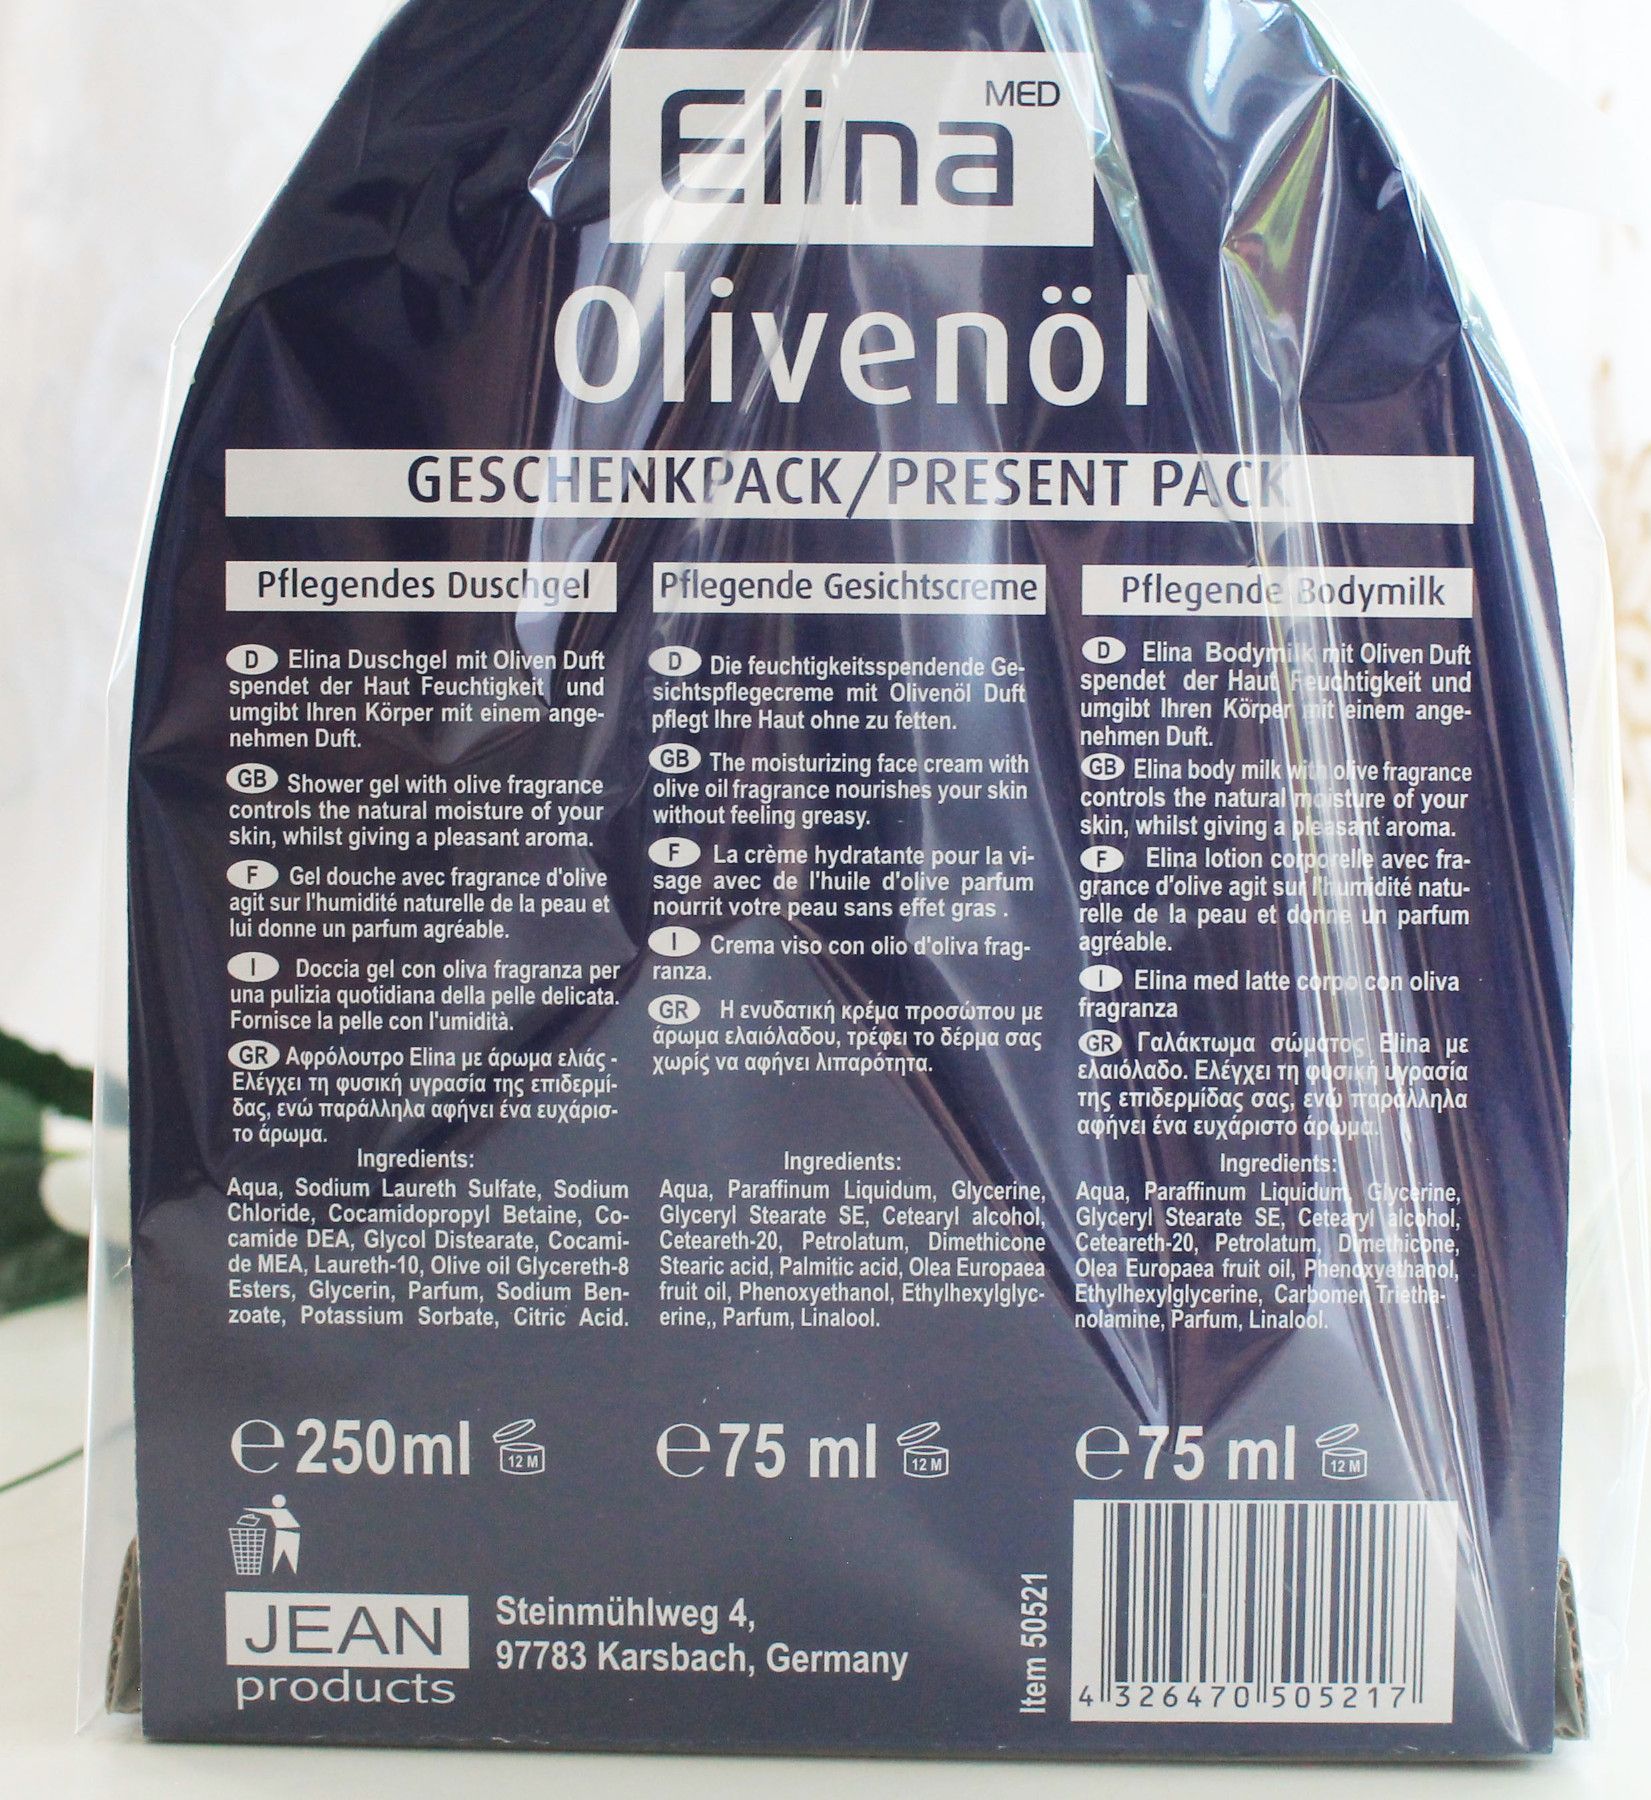 Elina MED
Olivenöl
GESCHENKPACK/PRESENT PACK
Pflegendes Duschgel
D Elina Duschgel mit Oliven Duft
spendet der Haut Feuchtigkeit und
umgibt Ihren Körper mit einem ange-
nehmen Duft.
GB Shower gel with olive fragrance
controls the natural moisture of your
skin, whilst giving a pleasant aroma.
F Gel douche avec fragrance d'olive
agit sur l'humidité naturelle de la peau et
lui donne un parfum agréable.
I Doccia gel con oliva fragranza per
una pulizia quotidiana della pelle delicata.
Fornisce la pelle con l'umidità.
GR Αφρόλουτρο Elina με άρωμα ελιάς -
Ελέγχει τη φυσική υγρασία της επιδερμί-
δας, ενώ παράλληλα αφήνει ένα ευχάρισ-
το άρωμα.
Ingredients:
Aqua, Sodium Laureth Sulfate, Sodium
Chloride, Cocamidopropyl Betaine, Co-
camide DEA, Glycol Distearate, Cocami-
de MEA, Laureth-10, Olive oil Glycereth-8
Esters, Glycerin, Parfum, Sodium Ben-
zoate, Potassium Sorbate, Citric Acid.
e 250ml 12 M
Pflegende Gesichtscreme
D Die feuchtigkeitsspendende Ge-
sichtspflegecreme mit Olivenöl Duft
pflegt Ihre Haut ohne zu fetten.
GB The moisturizing face cream with
olive oil fragrance nourishes your skin
without feeling greasy.
F La crème hydratante pour la vi-
sage avec de l'huile d'olive parfum
nourrit votre peau sans effet gras .
I Crema viso con olio d'oliva frag-
ranza.
GR Η ενυδατική κρέμα προσώπου με
άρωμα ελαιόλαδου, τρέφει το δέρμα σας
χωρίς να αφήνει λιπαρότητα.
Ingredients:
Aqua, Paraffinum Liquidum, Glycerine,
Glyceryl Stearate SE, Cetearyl alcohol,
Ceteareth-20, Petrolatum, Dimethicone
Stearic acid, Palmitic acid, Olea Europaea
fruit oil, Phenoxyethanol, Ethylhexylglyc-
erine,, Parfum, Linalool.
e 75 ml 12 M
Pflegende Bodymilk
D Elina Bodymilk mit Oliven Duft
spendet der Haut Feuchtigkeit und
umgibt Ihren Körper mit einem ange-
nehmen Duft.
GB Elina body milk with olive fragrance
controls the natural moisture of your
skin, whilst giving a pleasant aroma.
F Elina lotion corporelle avec fra-
grance d'olive agit sur l'humidité natu-
relle de la peau et donne un parfum
agréable.
I Elina med latte corpo con oliva
fragranza
GR Γαλάκτωμα σώματος Elina με
ελαιόλαδο. Ελέγχει τη φυσική υγρασία
της επιδερμίδας σας, ενώ παράλληλα
αφήνει ένα ευχάριστο άρωμα.
Ingredients:
Aqua, Paraffinum Liquidum, Glycerine,
Glyceryl Stearate SE, Cetearyl alcohol,
Ceteareth-20, Petrolatum, Dimethicone,
Olea Europaea fruit oil, Phenoxyethanol,
Ethylhexylglycerine, Carbomer, Trietha-
nolamine, Parfum, Linalool.
e 75 ml 12 M
JEAN
products
Steinmühlweg 4,
97783 Karsbach, Germany
Item 50521
4 326470 505217